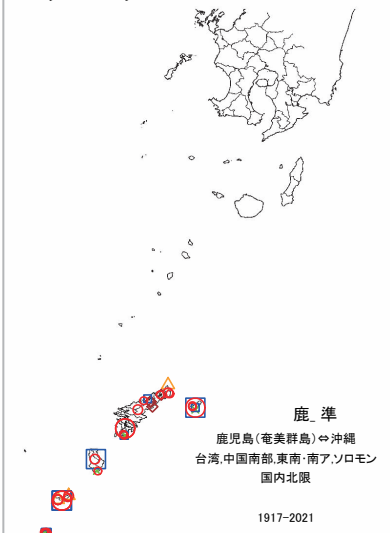 鹿_準
鹿児島(奄美群島)⇔沖縄
台湾,中国南部,東南･南ア,ソロモン
国内北限
1917-2021